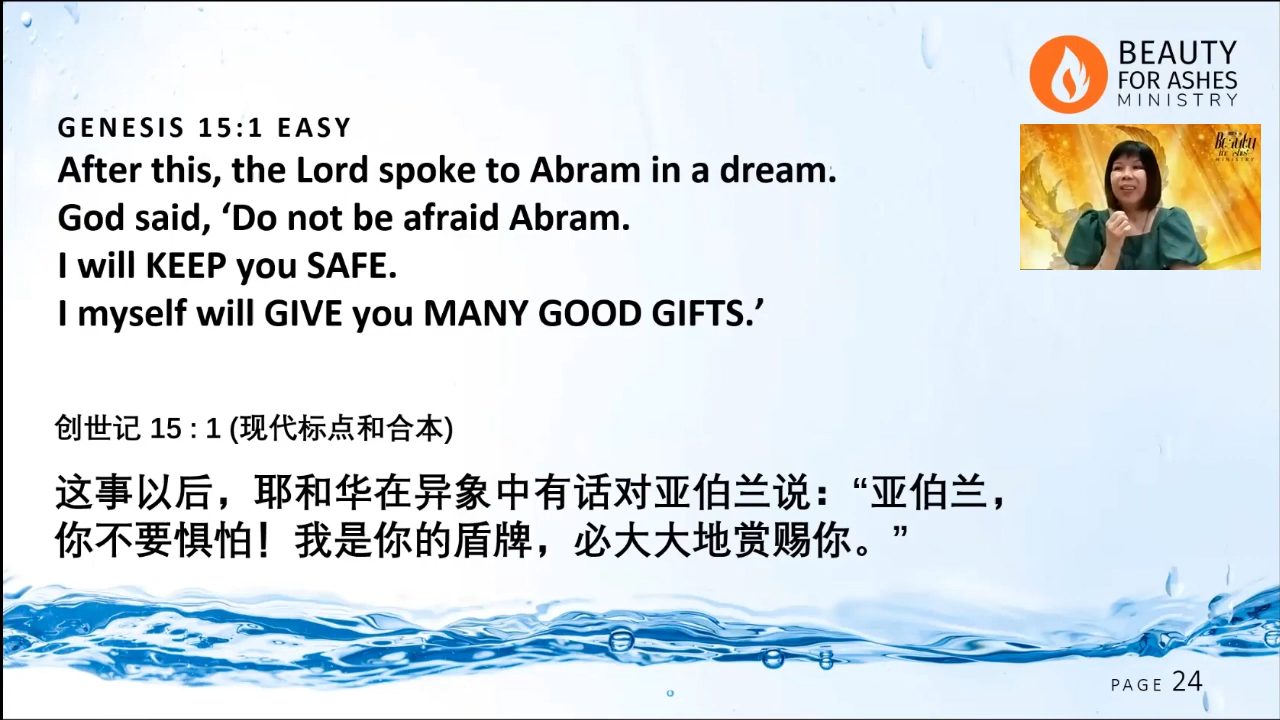 BEAUTY
FOR ASHES
MINISTRY
GENESIS 15:1 EASY
After this, the Lord spoke to Abram in a dream.
God said, ‘Do not be afraid Abram.
I will KEEP you SAFE.
I myself will GIVE you MANY GOOD GIFTS.’
Beauty
MINISTRY
创世记 15 : 1 (现代标点和合本)
这事以后，耶和华在异象中有话对亚伯兰说：“亚伯兰，
你不要惧怕！我是你的盾牌，必大大地赏赐你。”
PAGE 24